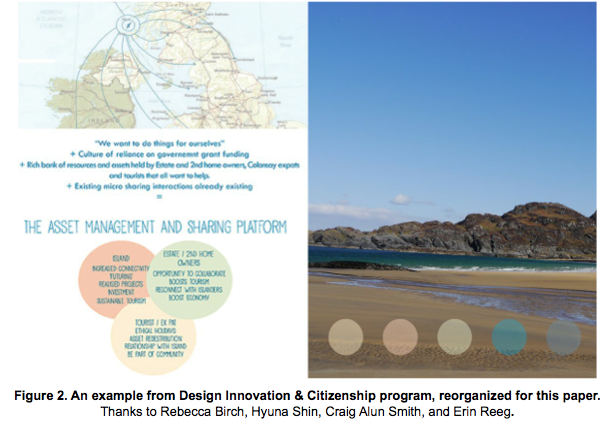 "We want to do things for ourselves"
+ Culture of reliance on governemnt grant funding
+ Rich bank of resources and assets held by Estate and 2nd home owners, Colonsay expats
and tourists that all want to help.
+ Existing micro sharing interactions already existing
=
THE ASSET MANAGEMENT AND SHARING PLATFORM
ISLAND
INCREASED CONNECTIVITY
'FUTURING'
REALISED PROJECTS
INVESTMENT
SUSTAINABLE TOURISM
ESTATE / 2ND HOME
OWNERS
OPPORTUNITY TO COLLABORATE
BOOSTS TOURISM
RECONNECT WITH ISLANDERS
BOOST ECONOMY
TOURIST / EX PAT
ETHICAL HOLIDAYS
ASSET REDISTRIBUTION
RELATIONSHIP WITH ISLAND
BE PART OF COMMUNITY
Figure 2. An example from Design Innovation & Citizenship program, reorganized for this paper.
Thanks to Rebecca Birch, Hyuna Shin, Craig Alun Smith, and Erin Reeg.